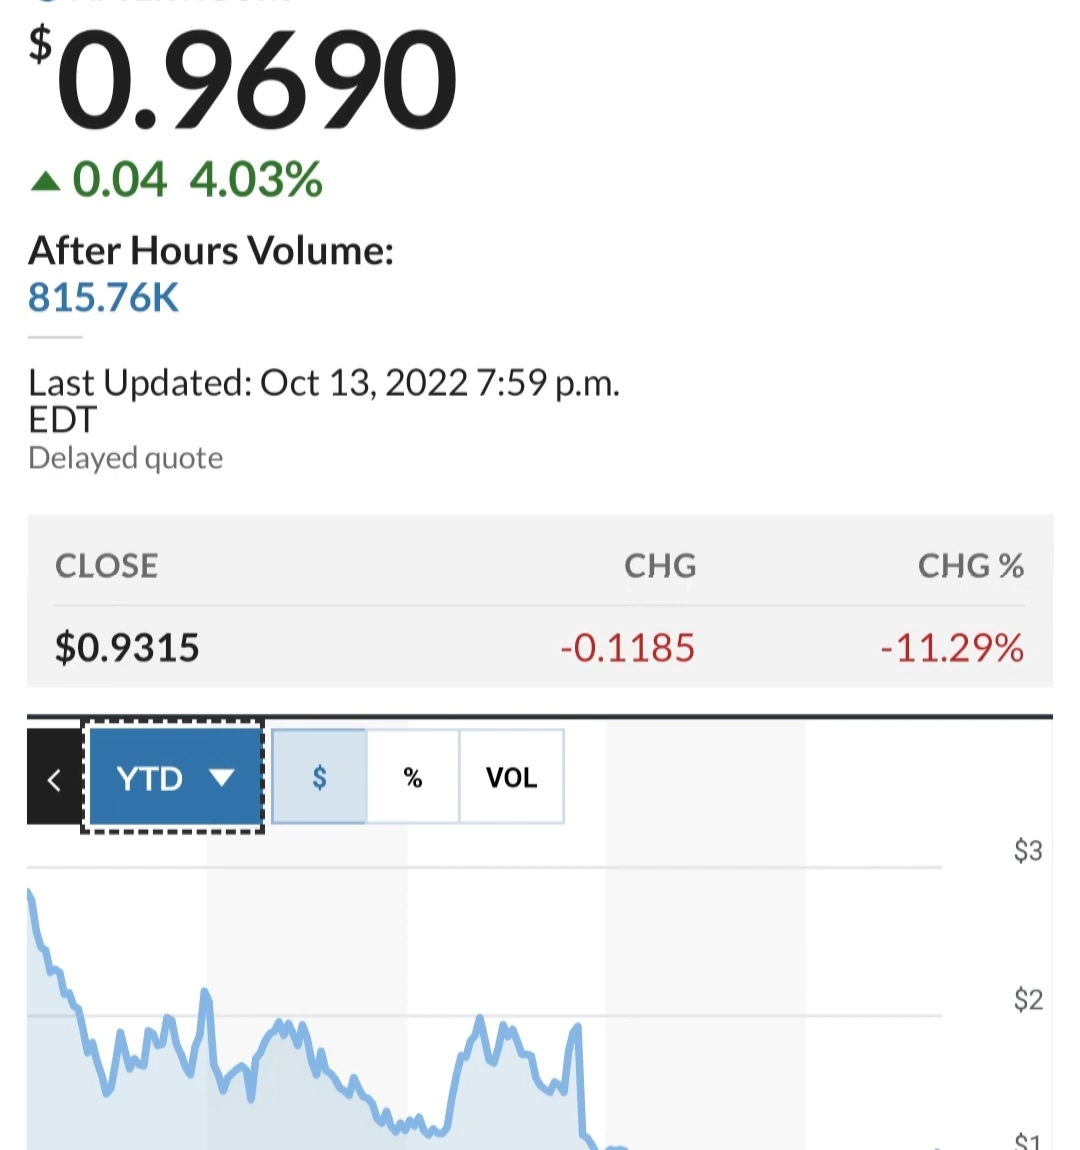 $0.9690
▲ 0.04 4.03%
After Hours Volume:
815.76K
Last Updated: Oct 13, 2022 7:59 p.m.
EDT
Delayed quote
CLOSE CHG CHG %
$0.9315 -0.1185 -11.29%
< YTD ▼ $ % VOL
$3
$2
$1